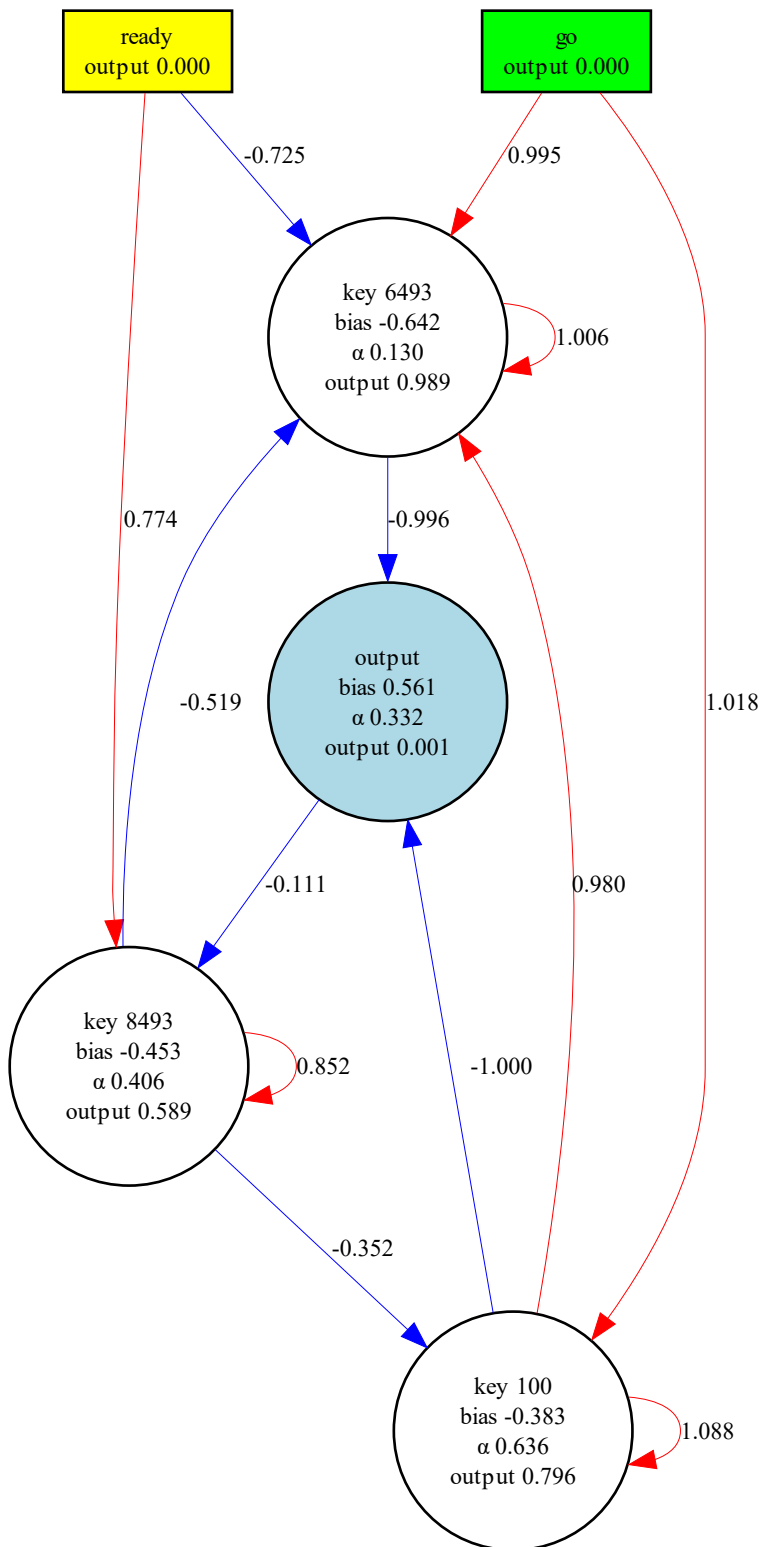 ready
output 0.000
go
output 0.000
-0.725
0.995
key 6493
bias -0.642
α 0.130
output 0.989
1.006
0.774
-0.996
output
bias 0.561
α 0.332
output 0.001
-0.519
1.018
-0.111
0.980
key 8493
bias -0.453
α 0.406
output 0.589
0.852
-1.000
-0.352
key 100
bias -0.383
α 0.636
output 0.796
1.088